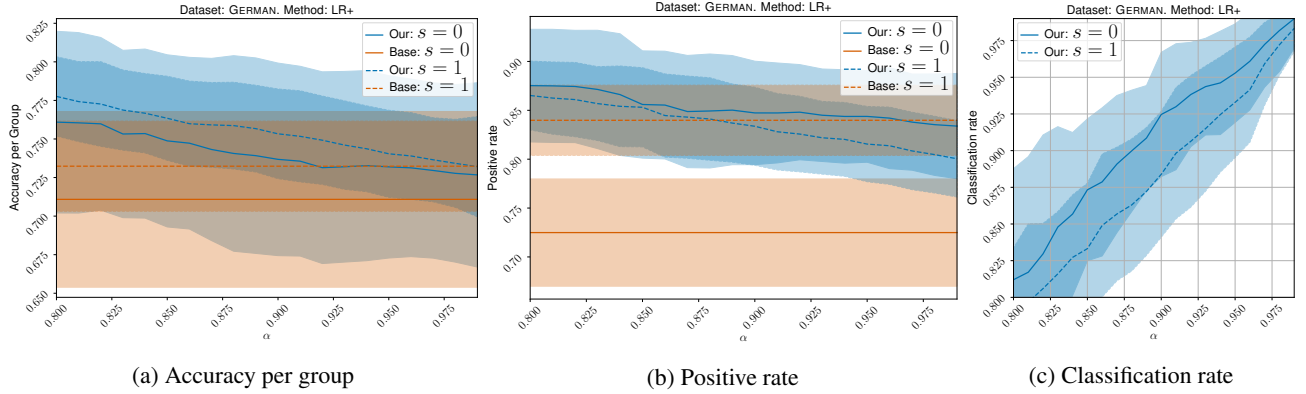 Dataset: GERMAN. Method: LR+
Accuracy per Group
0.825
0.800
0.775
0.750
0.725
0.700
0.675
0.650
Our: s = 0
Base: s = 0
Our: s = 1
Base: s = 1
0.800
0.825
0.850
0.875
0.900
0.925
0.950
0.975
α
(a) Accuracy per group
Dataset: GERMAN. Method: LR+
Positive rate
0.90
0.85
0.80
0.75
0.70
Our: s = 0
Base: s = 0
Our: s = 1
Base: s = 1
0.800
0.825
0.850
0.875
0.900
0.925
0.950
0.975
α
(b) Positive rate
Dataset: GERMAN. Method: LR+
Classification rate
0.975
0.950
0.925
0.900
0.875
0.850
0.825
0.800
Our: s = 0
Our: s = 1
0.800
0.825
0.850
0.875
0.900
0.925
0.950
0.975
α
(c) Classification rate